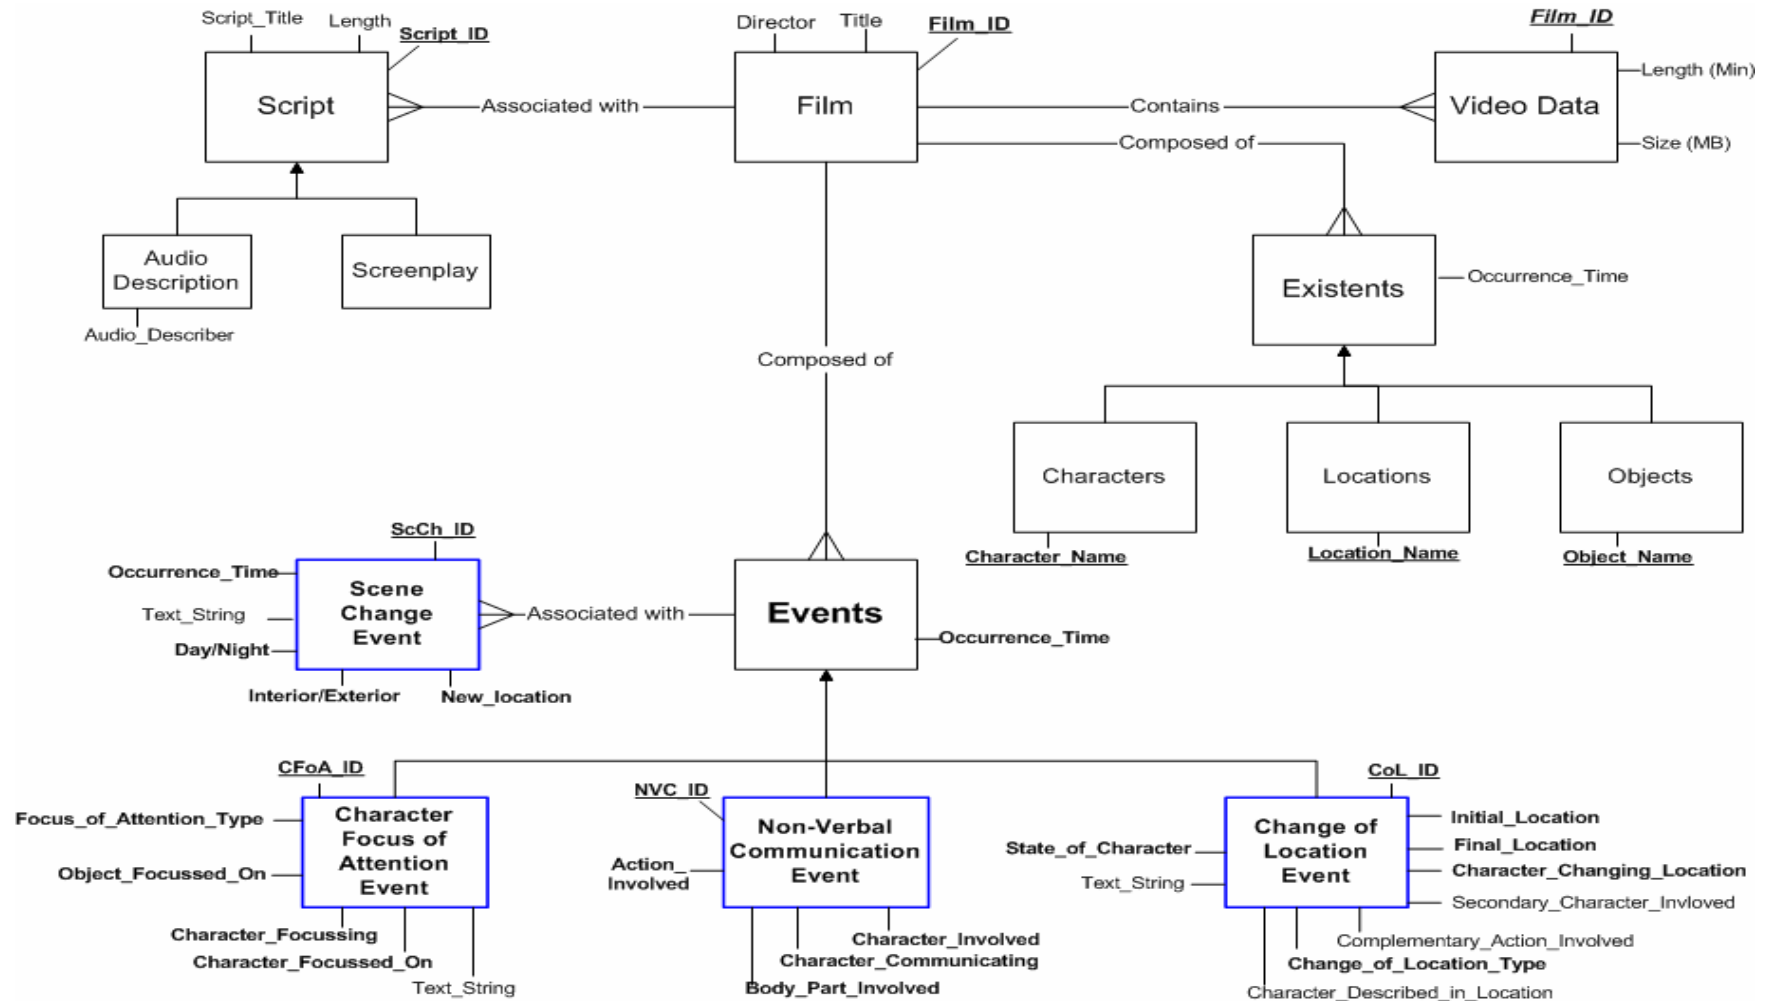 Script_Title
Length
Script_ID
Director
Title
Film_ID
Film_ID
Script
Associated with
Film
Contains
Video Data
Length (Min)
Size (MB)
Composed of
Audio
Description
Screenplay
Audio_Describer
Existents
Occurrence_Time
Composed of
Characters
Locations
Objects
Character_Name
Location_Name
Object_Name
ScCh_ID
Occurrence_Time
Text_String
Day/Night
Scene
Change
Event
Interior/Exterior
New_location
Associated with
Events
Occurrence_Time
CFoA_ID
Focus_of_Attention_Type
Object_Focussed_On
Character
Focus of
Attention
Event
Character_Focussing
Character_Focussed_On
Text_String
NVC_ID
Action_
Involved
Non-Verbal
Communication
Event
Character_Involved
Character_Communicating
Body_Part_Involved
CoL_ID
State_of_Character
Text_String
Change of
Location
Event
Initial_Location
Final_Location
Character_Changing_Location
Secondary_Character_Invloved
Complementary_Action_Involved
Change_of_Location_Type
Character_Described_in_Location